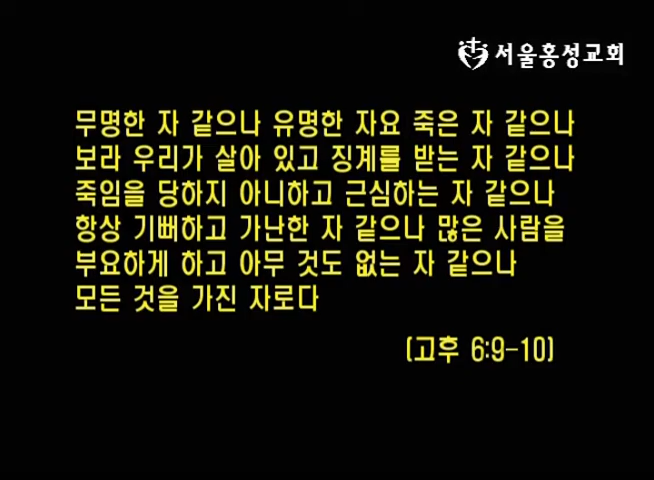 서울홍성교회
무명한 자 같으나 유명한 자요 죽은 자 같으나
보라 우리가 살아 있고 징계를 받는 자 같으나
죽임을 당하지 아니하고 근심하는 자 같으나
항상 기뻐하고 가난한 자 같으나 많은 사람을
부요하게 하고 아무 것도 없는 자 같으나
모든 것을 가진 자로다
(고후 6:9-10)